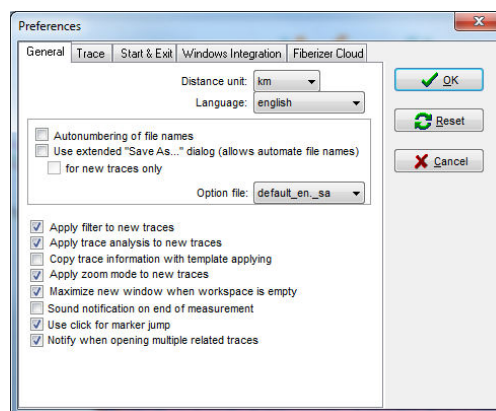 Preferences
General Trace Start & Exit Windows Integration Fiberizer Cloud
Distance unit: km
Language: english
OK
Reset
Cancel
Autonumbering of file names
Use extended "Save As..." dialog (allows automate file names)
for new traces only
Option file: default_en._sa
Apply filter to new traces
Apply trace analysis to new traces
Copy trace information with template applying
Apply zoom mode to new traces
Maximize new window when workspace is empty
Sound notification on end of measurement
Use click for marker jump
Notify when opening multiple related traces